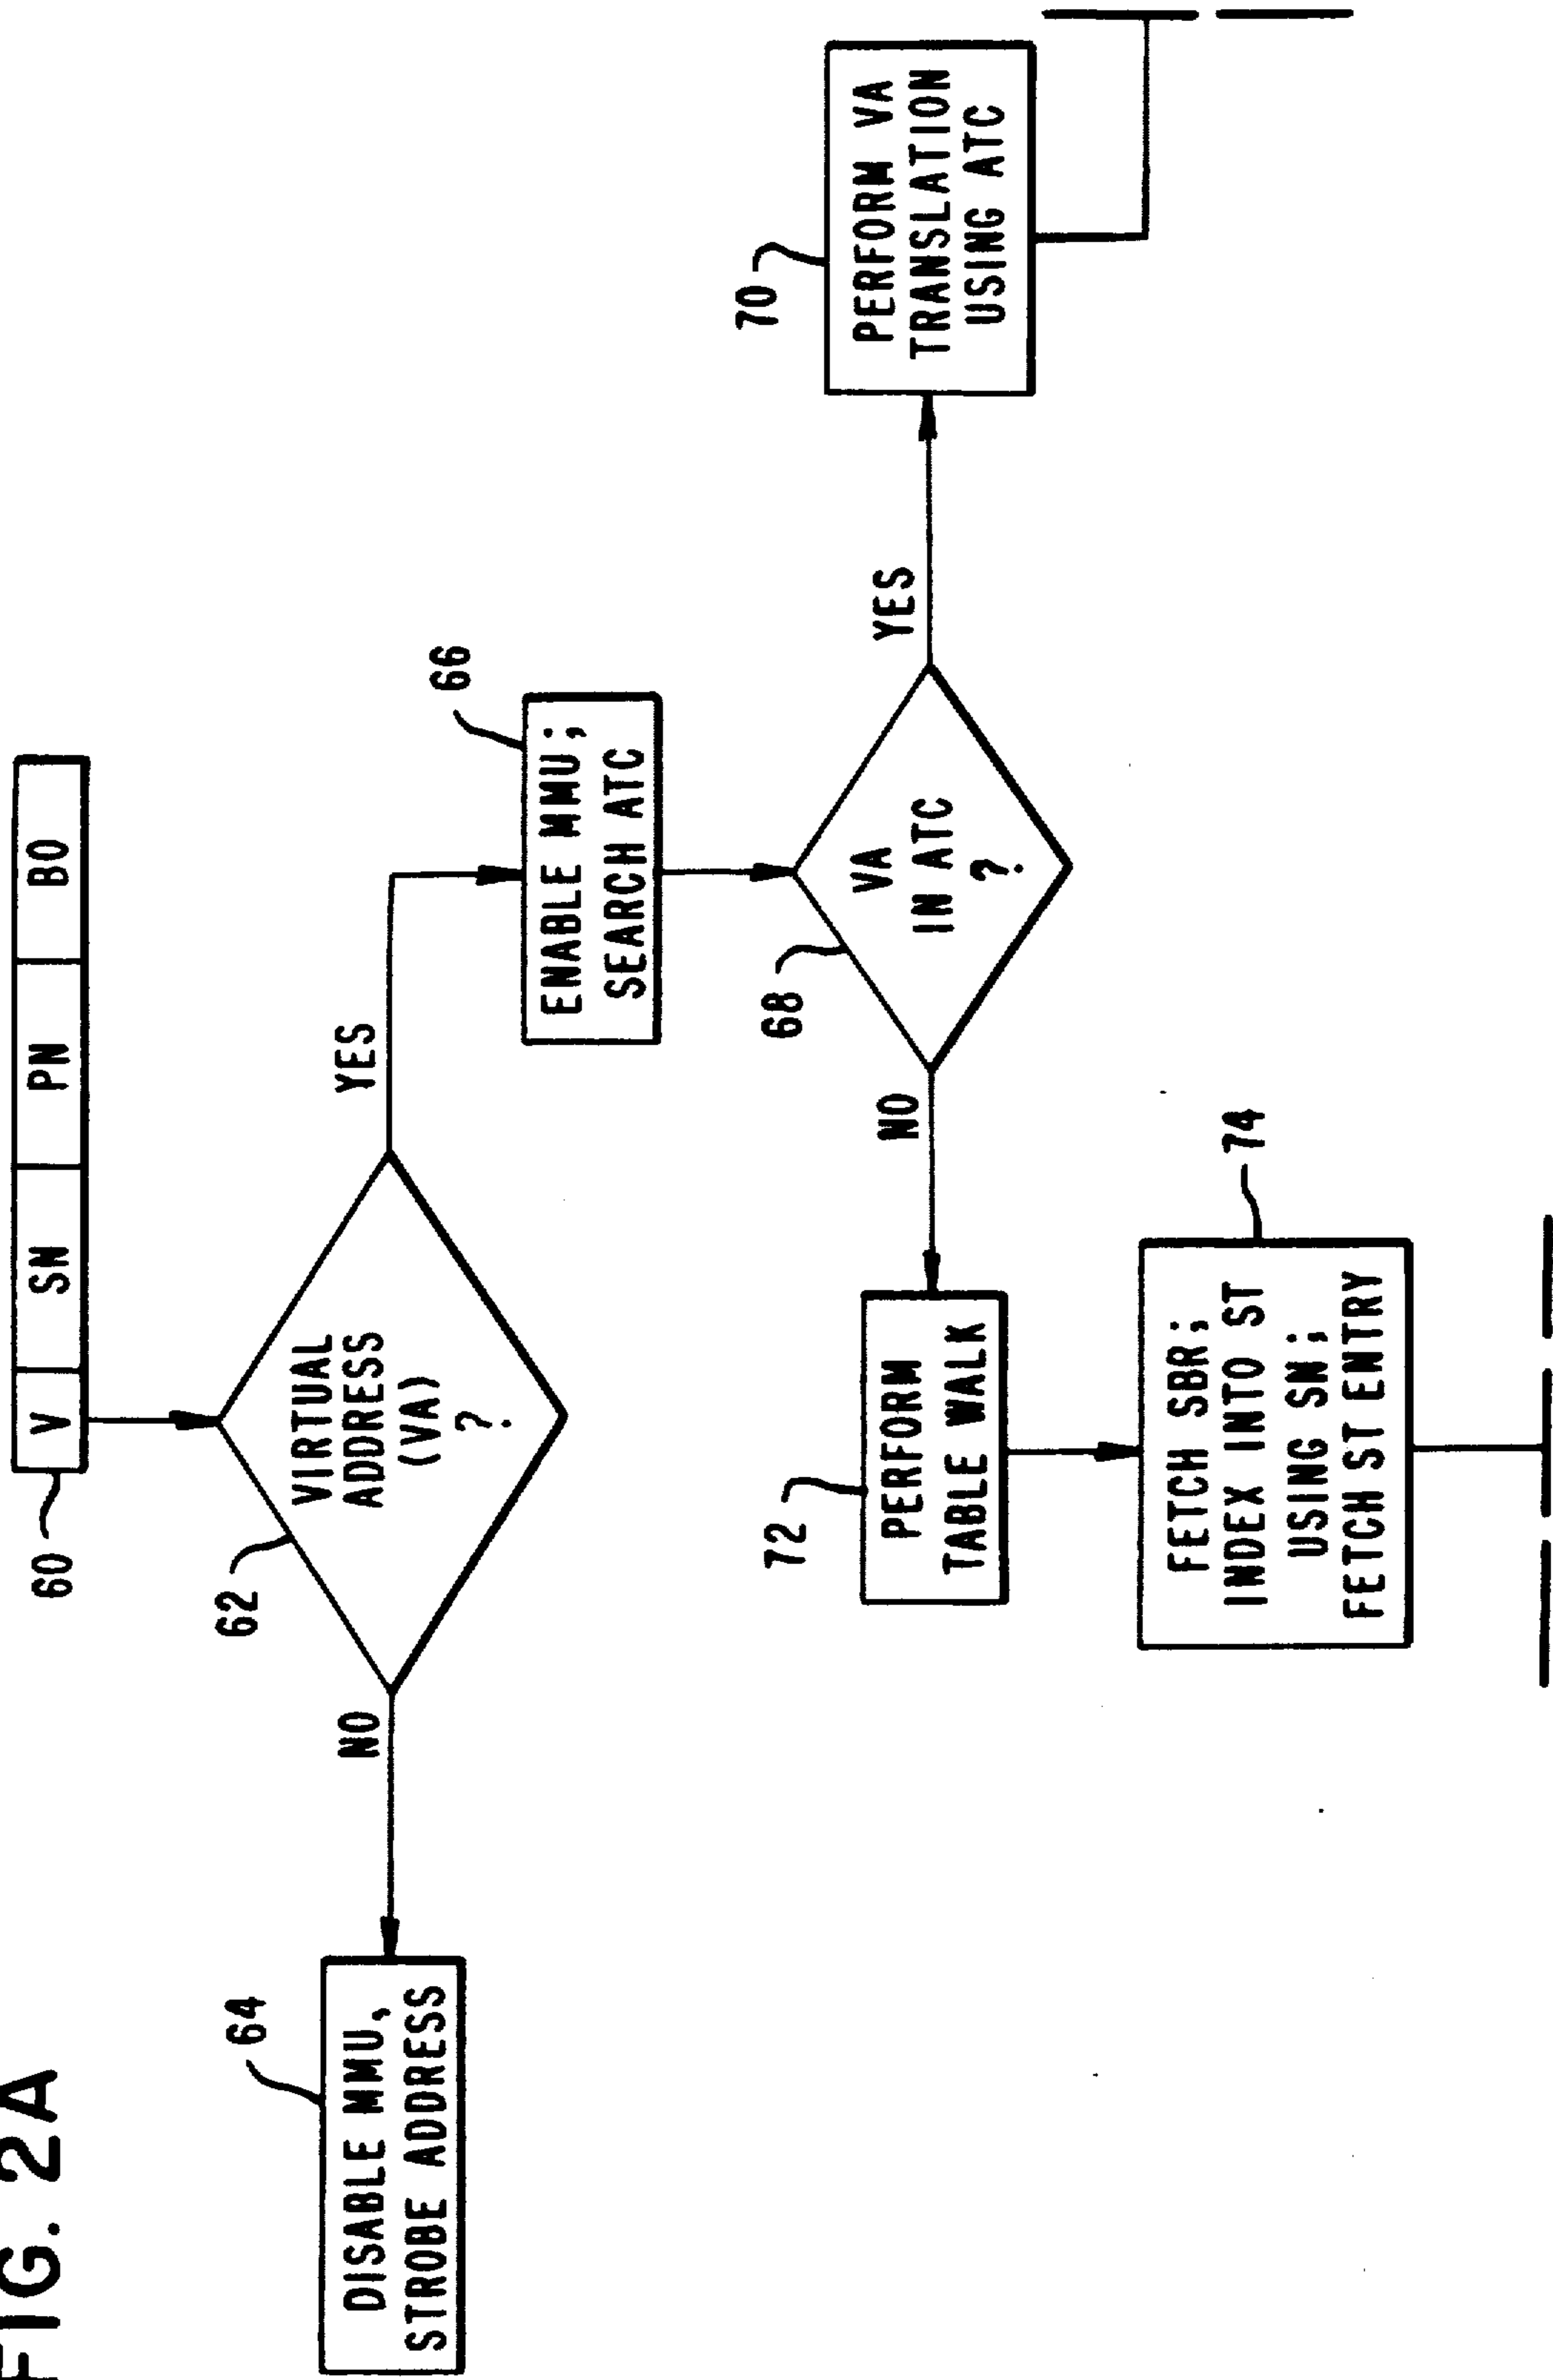 FIG. 2A
60
V SN PN BO
62
VIRTUAL
ADDRESS
(VA)
?
NO
YES
64
DISABLE MMU,
STROBE ADDRESS
66
ENABLE MMU;
SEARCH ATC
68
VA
IN ATC
?
NO
YES
70
PERFORM VA
TRANSLATION
USING ATC
72
PERFORM
TABLE WALK
74
FETCH SBR;
INDEX INTO ST
USING SN;
FETCH ST ENTRY